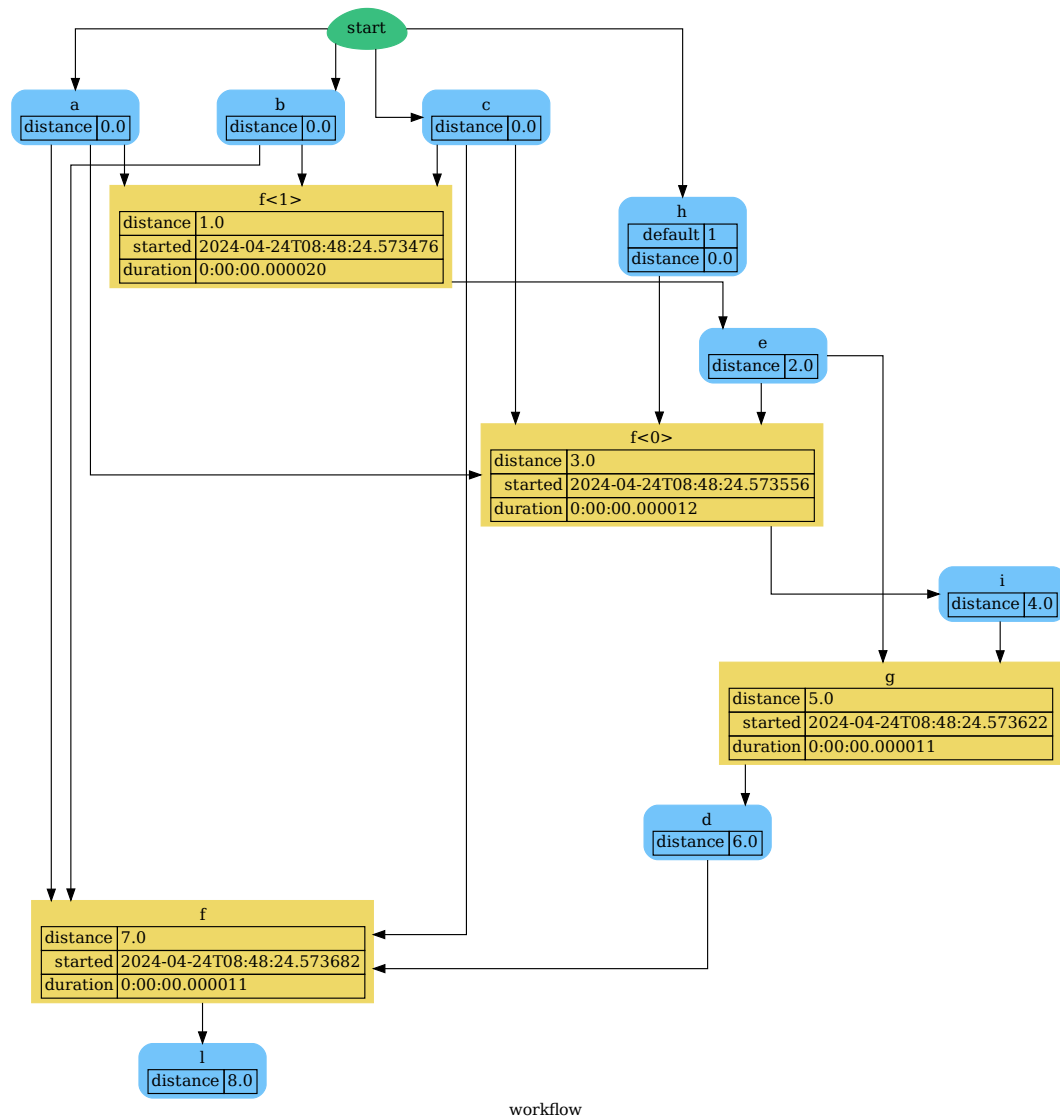 start
a
distance 0.0
b
distance 0.0
c
distance 0.0
f<1>
distance 1.0
started 2024-04-24T08:48:24.573476
duration 0:00:00.000020
h
default 1
distance 0.0
e
distance 2.0
f<0>
distance 3.0
started 2024-04-24T08:48:24.573556
duration 0:00:00.000012
i
distance 4.0
g
distance 5.0
started 2024-04-24T08:48:24.573622
duration 0:00:00.000011
d
distance 6.0
f
distance 7.0
started 2024-04-24T08:48:24.573682
duration 0:00:00.000011
l
distance 8.0
workflow